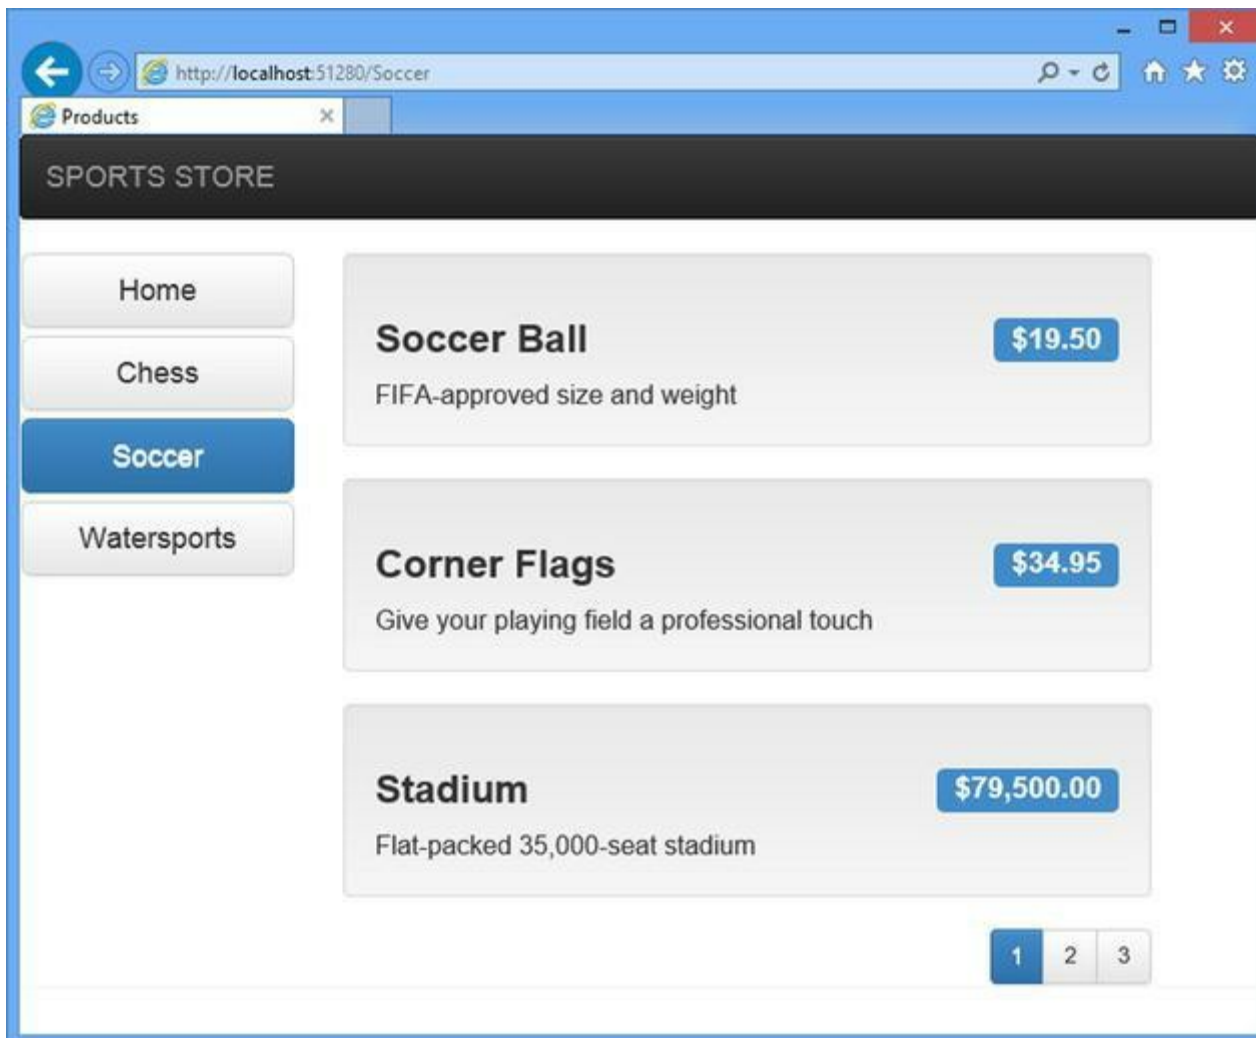 http://localhost:51280/Soccer
Products
SPORTS STORE
Home
Chess
Soccer
Watersports
Soccer Ball
$19.50
FIFA-approved size and weight
Corner Flags
$34.95
Give your playing field a professional touch
Stadium
$79,500.00
Flat-packed 35,000-seat stadium
1 2 3